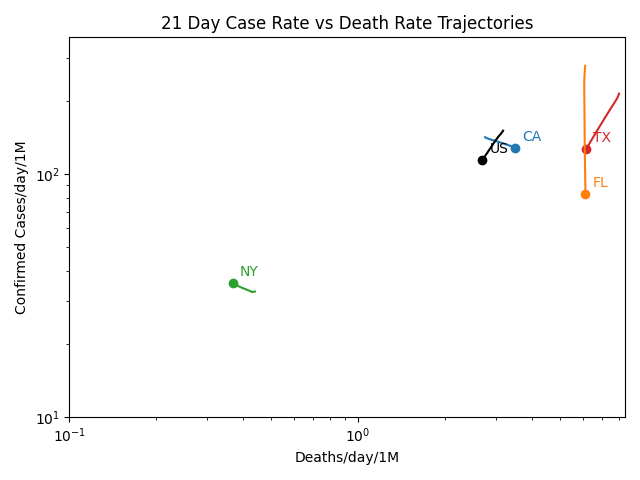 21 Day Case Rate vs Death Rate Trajectories
Confirmed Cases/day/1M
10²
10¹
CA
US
TX
FL
NY
10⁻¹
10⁰
Deaths/day/1M